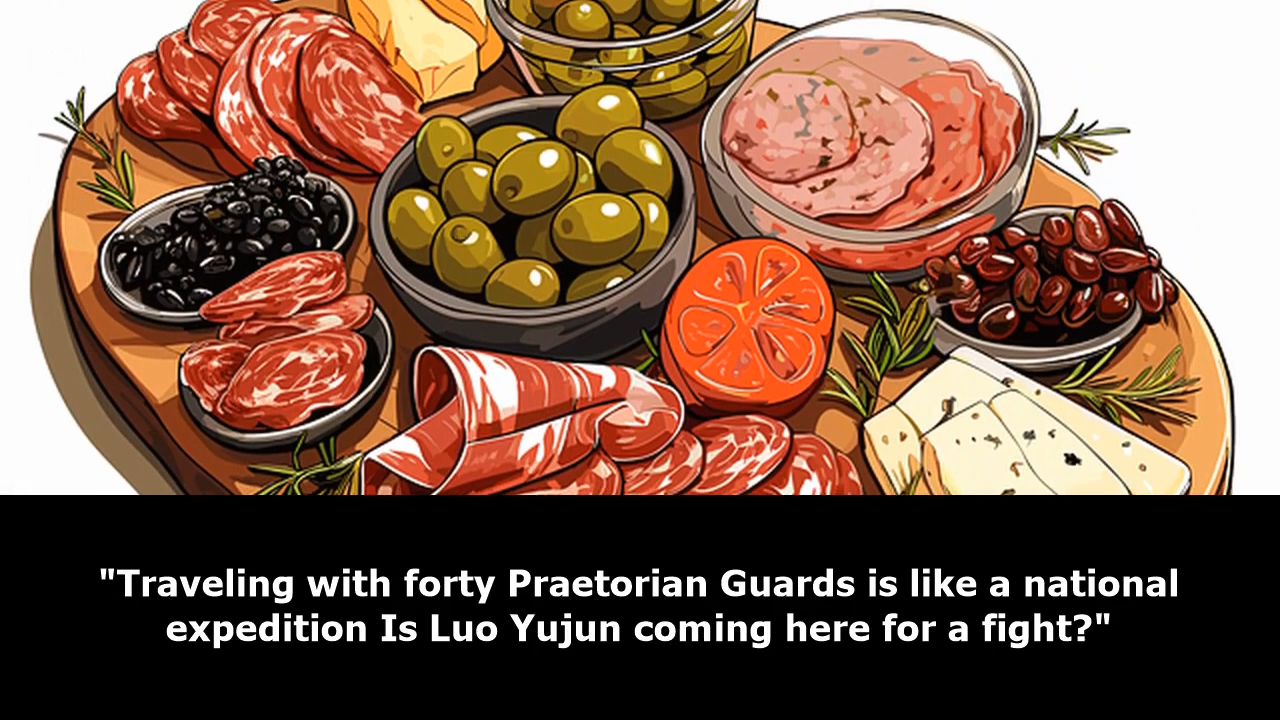 "Traveling with forty Praetorian Guards is like a national
expedition Is Luo Yujun coming here for a fight?"